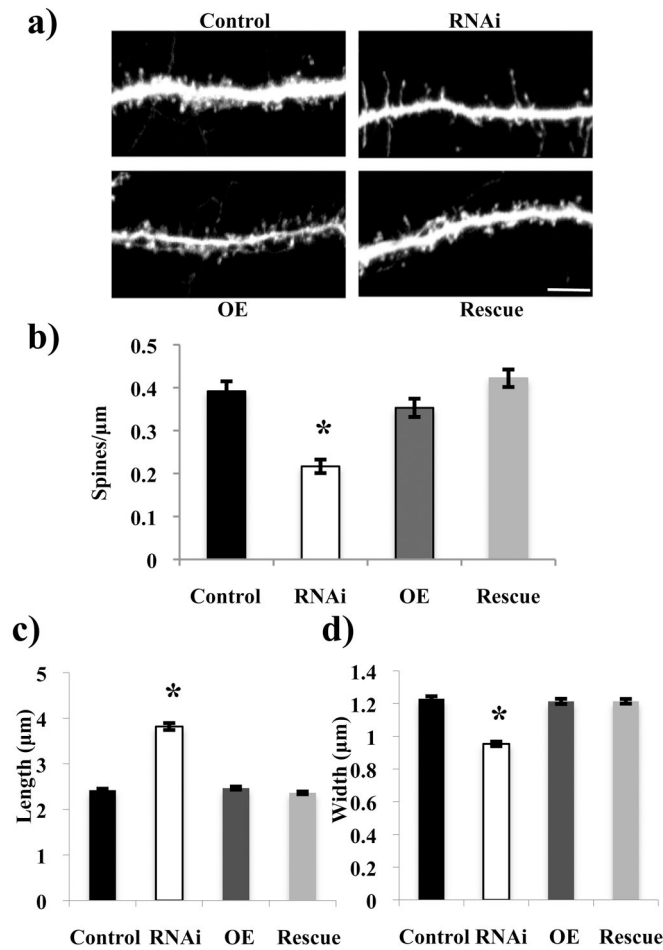 a)
Control RNAi
OE Rescue
b)
Spines/µm
0.5
0.4
0.3
0.2
0.1
0
*
Control RNAi OE Rescue
c)
Length (µm)
5
4
3
2
1
0
*
Control RNAi OE Rescue
d)
Width (µm)
1.4
1.2
1
0.8
0.6
0.4
0.2
0
*
Control RNAi OE Rescue